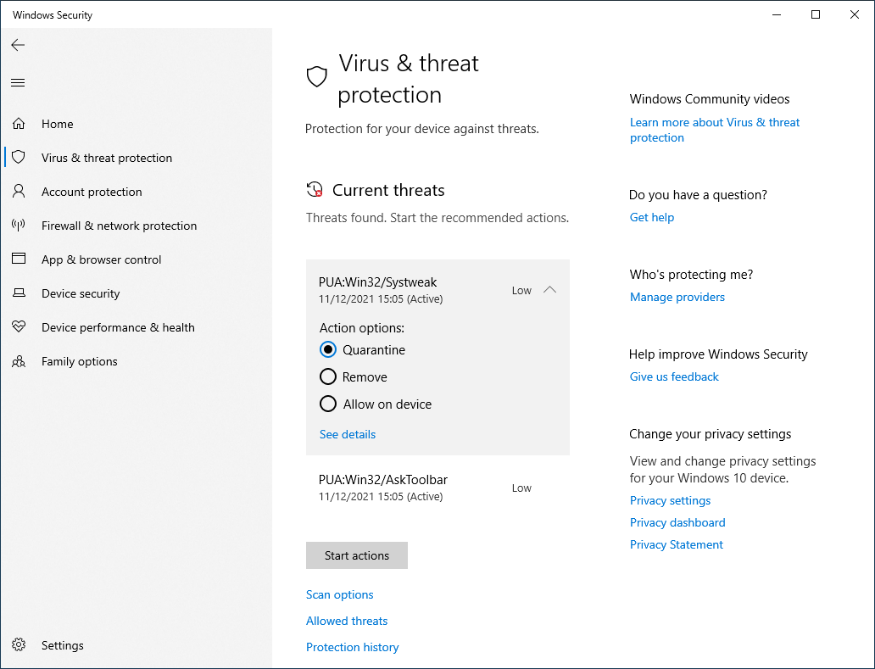 Windows Security
Home
Virus & threat protection
Account protection
Firewall & network protection
App & browser control
Device security
Device performance & health
Family options
Settings
Virus & threat
protection
Protection for your device against threats.
Current threats
Threats found. Start the recommended actions.
PUA:Win32/Systweak
11/12/2021 15:05 (Active)
Low
Action options:
Quarantine
Remove
Allow on device
See details
PUA:Win32/AskToolbar
11/12/2021 15:05 (Active)
Low
Start actions
Scan options
Allowed threats
Protection history
Windows Community videos
Learn more about Virus & threat
protection
Do you have a question?
Get help
Who's protecting me?
Manage providers
Help improve Windows Security
Give us feedback
Change your privacy settings
View and change privacy settings
for your Windows 10 device.
Privacy settings
Privacy dashboard
Privacy Statement